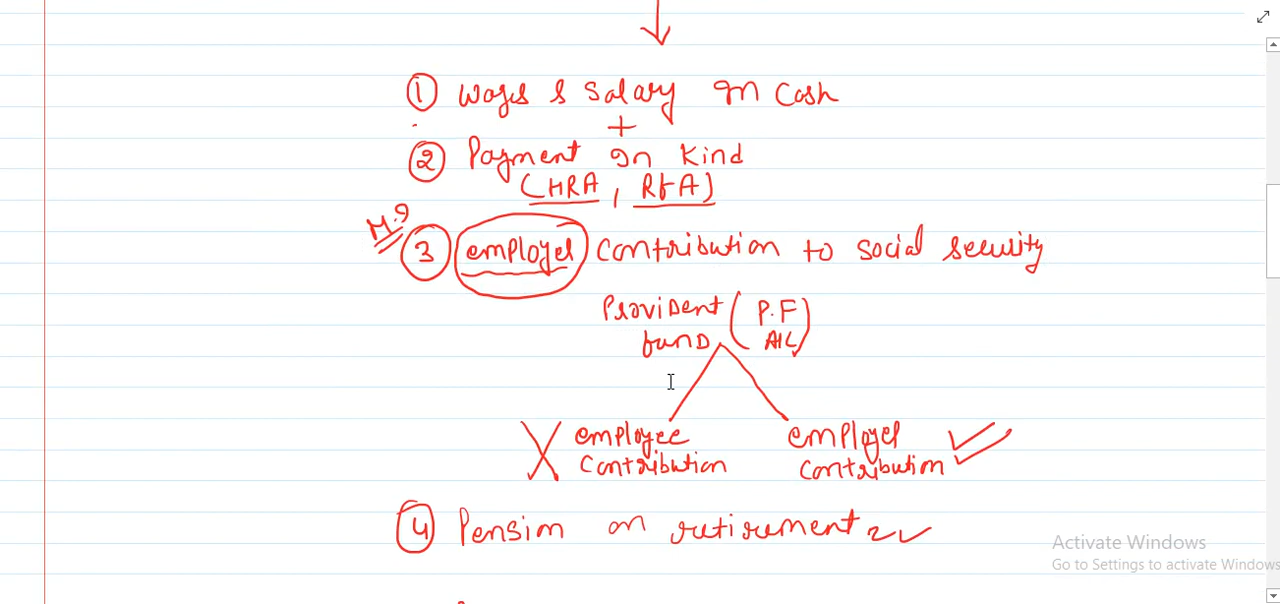 ① Wages & Salary In Cash
+
② Payment In Kind
(HRA, RfA)
③ employer Contribution to social security
Provident (P.F
fund A/C)
X employee employer ✓
Contribution Contribution
④ Pension on retirement ✓
Activate Windows
Go to Settings to activate Windows